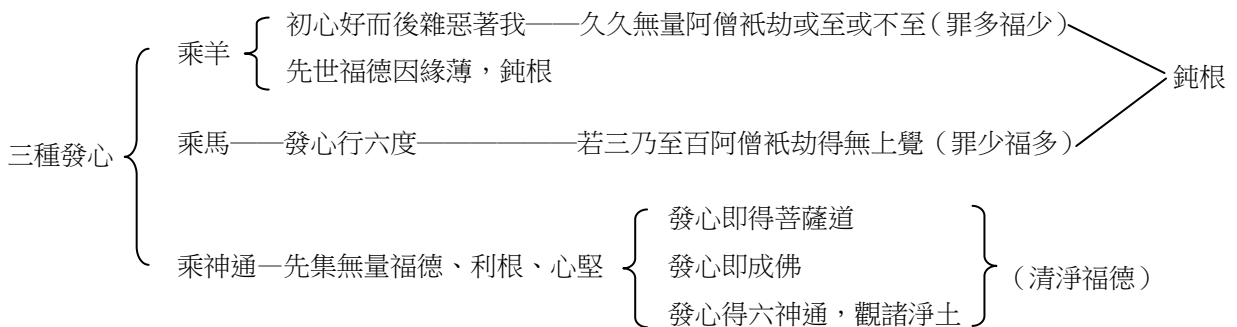 初心好而後雜惡著我——久久無量阿僧祇劫或至或不至(罪多福少)
乘羊
先世福德因緣薄,鈍根
鈍根
三種發心
乘馬——發心行六度——————若三乃至百阿僧祇劫得無上覺(罪少福多)
發心即得菩薩道
乘神通—先集無量福德、利根、心堅
發心即成佛
(清淨福德)
發心得六神通,觀諸淨土